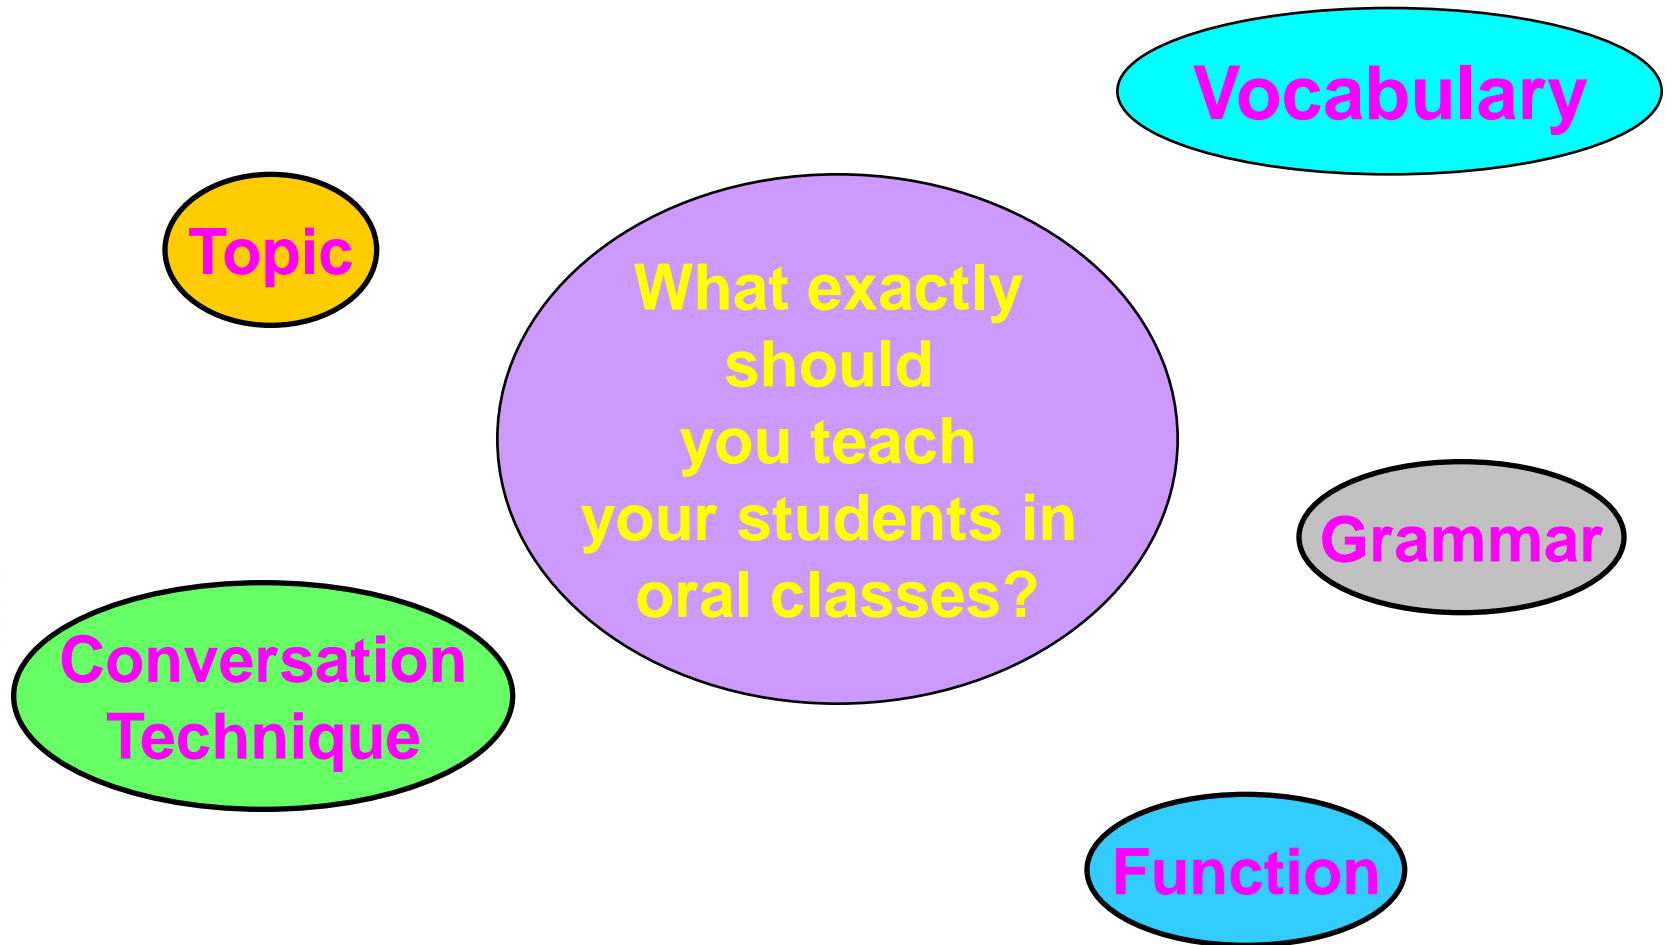 Vocabulary
Topic
What exactly
should
you teach
your students in
oral classes?
Grammar
Conversation
Technique
Function